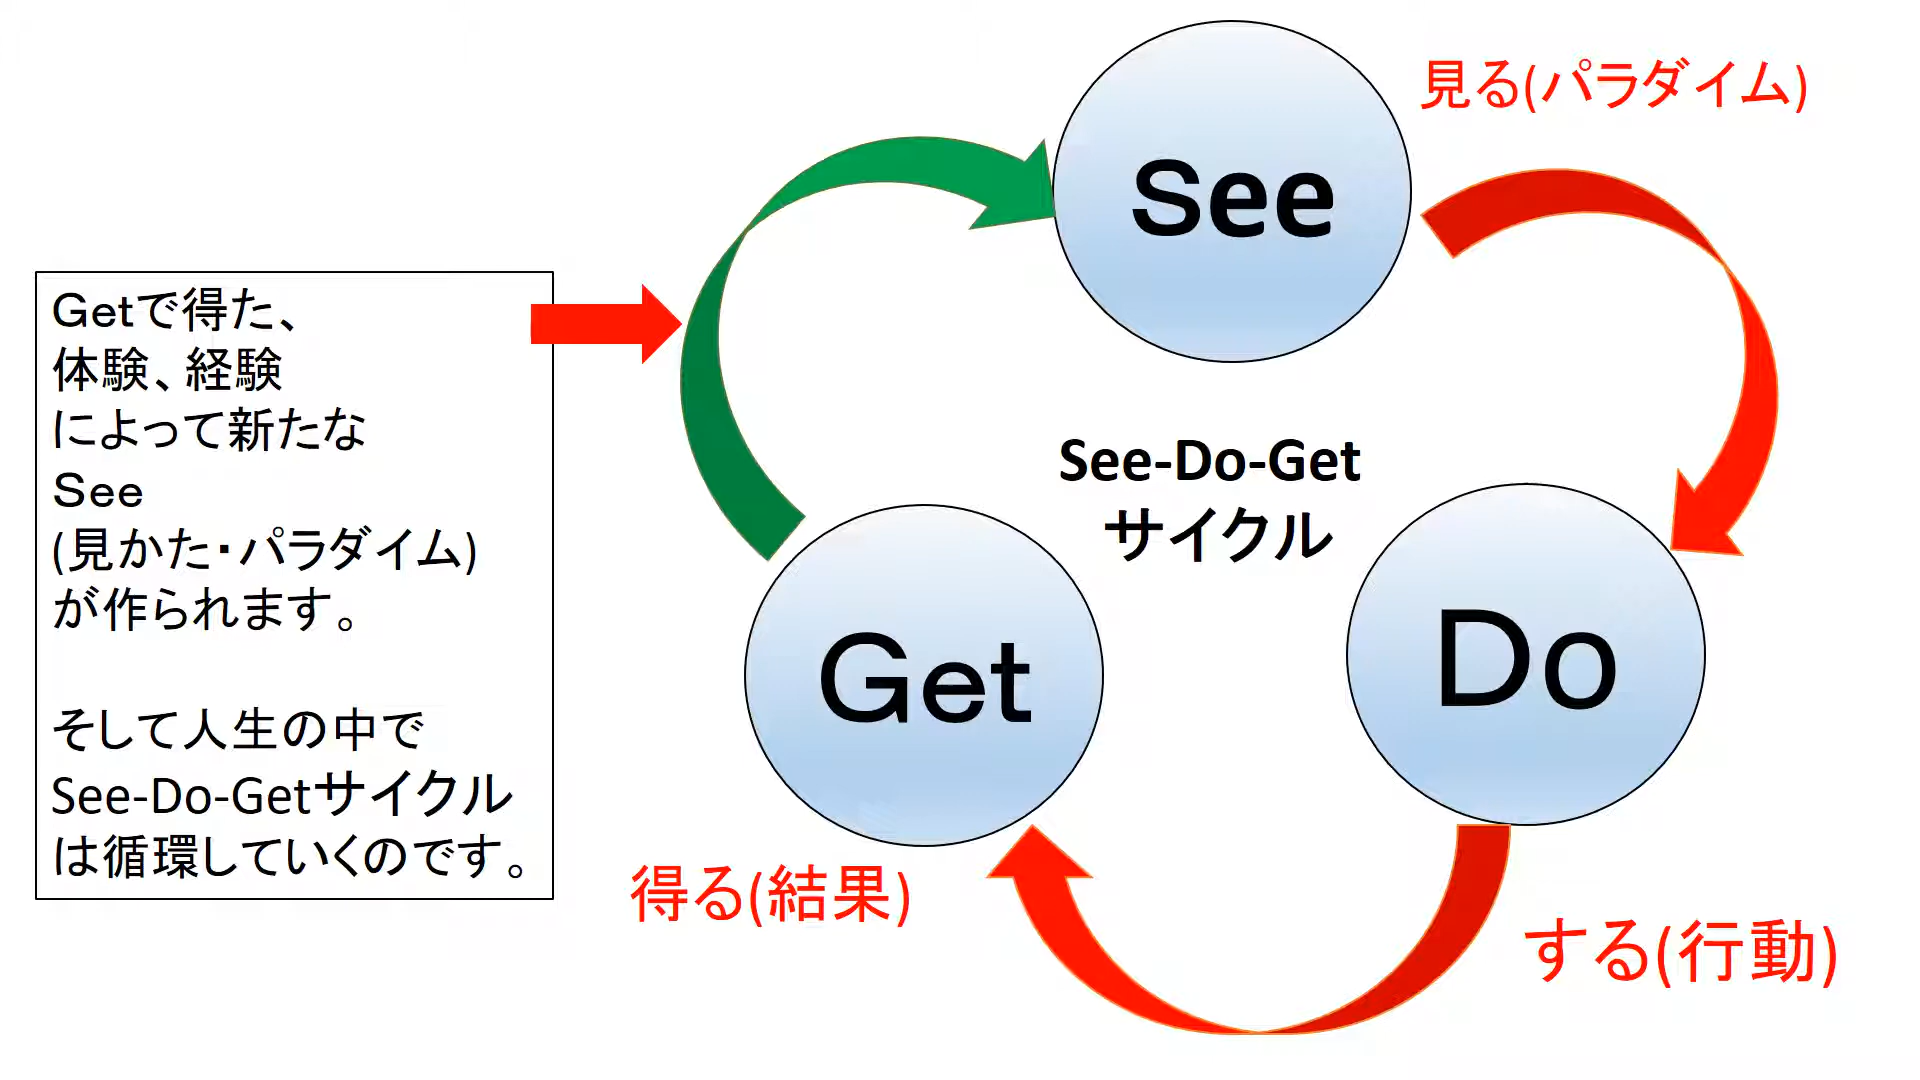 See
見る(パラダイム)
Getで得た、
体験、経験
によって新たな
See
(見かた・パラダイム)
が作られます。
そして人生の中で
See-Do-Getサイクル
は循環していくのです。
See-Do-Get
サイクル
Get
Do
得る(結果)
する(行動)